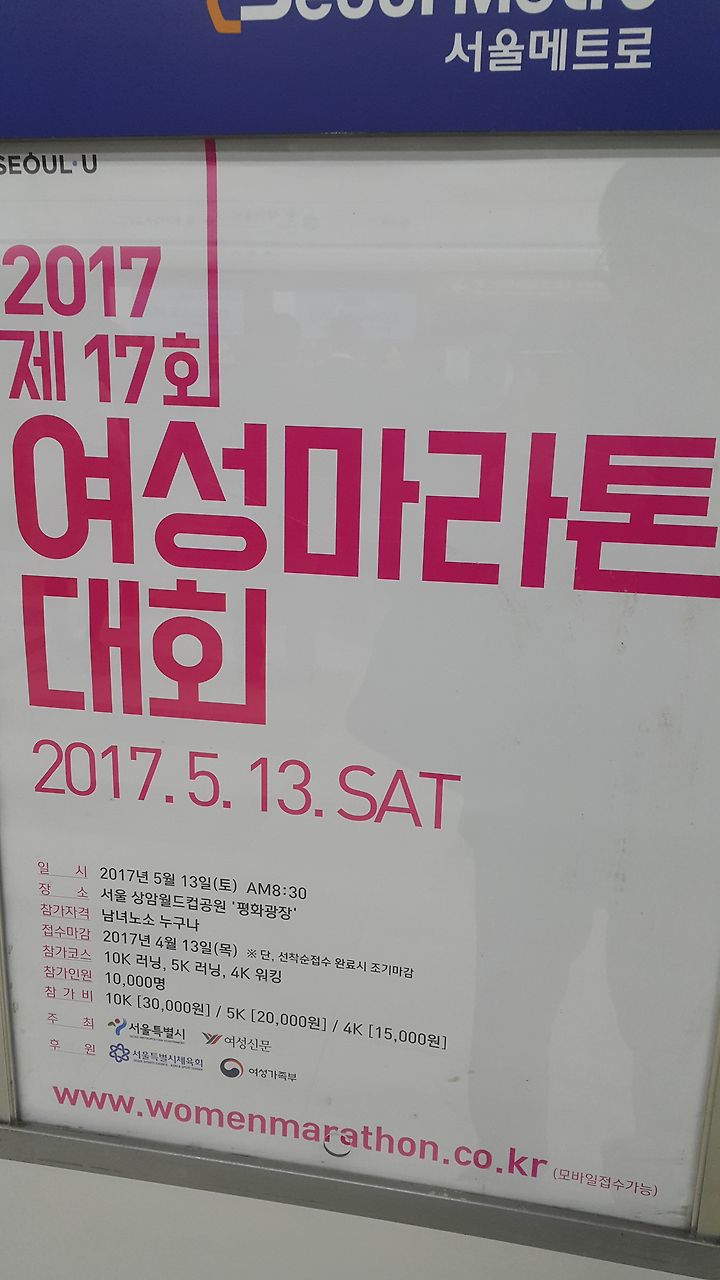 Seoul Metro
서울메트로
SEOUL·U
2017
제 17회
여성마라톤
대회
2017. 5. 13. SAT
일 시 2017년 5월 13일(토) AM8:30
장 소 서울 상암월드컵공원 '평화광장'
참가자격 남녀노소 누구나
접수마감 2017년 4월 13일(목) ※ 단, 선착순접수 완료시 조기마감
참가코스 10K 러닝, 5K 러닝, 4K 워킹
참가인원 10,000명
참 가 비 10K [30,000원] / 5K [20,000원] / 4K [15,000원]
주 최 서울특별시 여성신문
후 원 서울특별시체육회 여성가족부
www.womenmarathon.co.kr (모바일접수가능)